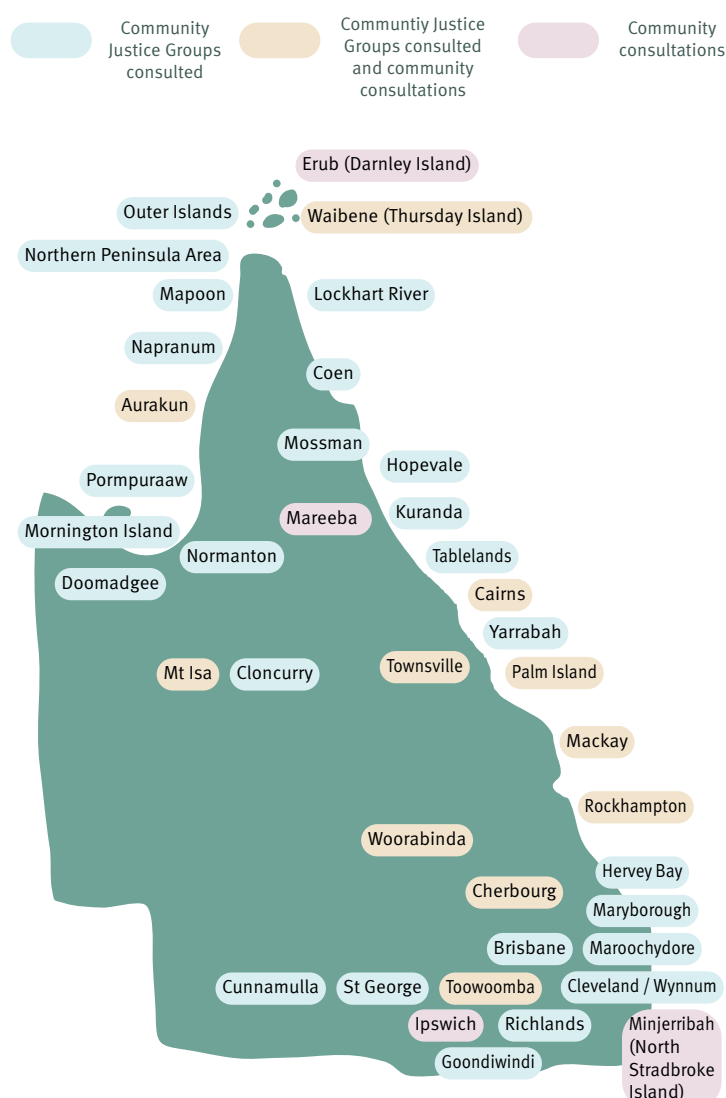 Community
Justice Groups
consulted
Communtiy Justice
Groups consulted
and community
consultations
Community
consultations
Erub (Darnley Island)
Outer Islands
Waibene (Thursday Island)
Northern Peninsula Area
Mapoon
Lockhart River
Napranum
Coen
Aurakun
Mossman
Hopevale
Pormpuraaw
Mareeba
Kuranda
Mornington Island
Normanton
Tablelands
Doomadgee
Cairns
Yarrabah
Mt Isa
Cloncurry
Townsville
Palm Island
Mackay
Rockhampton
Woorabinda
Hervey Bay
Cherbourg
Maryborough
Brisbane
Maroochydore
Cunnamulla
St George
Toowoomba
Cleveland / Wynnum
Ipswich
Richlands
Minjerribah
(North
Stradbroke
Island)
Goondiwindi